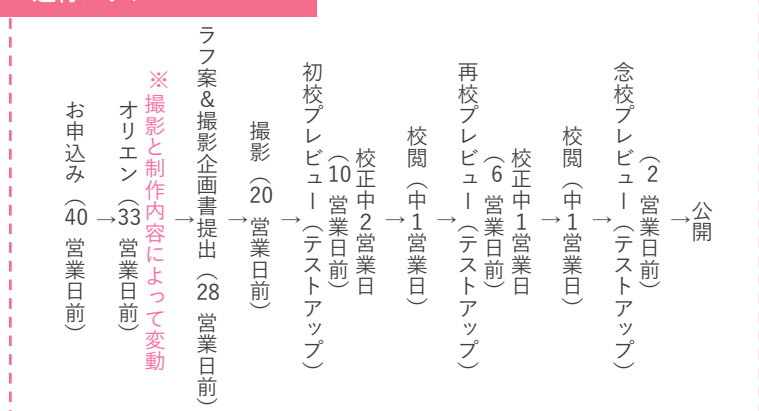 お申込み（40 営業日前）
→
オリエン（33 営業日前）
※撮影と制作内容によって変動
→
ラフ案＆撮影企画書提出（28 営業日前）
→
撮影（20 営業日前）
→
初校プレビュー（テストアップ）
（10 営業日前）
校正中2営業日
→
校閲（中1営業日）
→
再校プレビュー（テストアップ）
（6 営業日前）
校正中1営業日
→
校閲（中1営業日）
→
念校プレビュー（テストアップ）
（2 営業日前）
→
公開